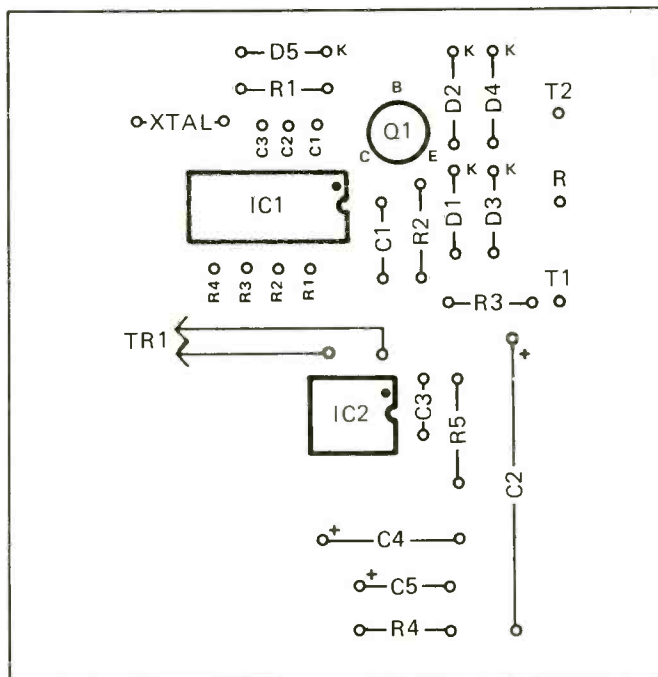 D5 K
R1
XTAL
C3 C2 C1
B
Q1
C E
D2 K
D4 K
T2
R
T1
IC1
C1
R2
D1 K
D3 K
R4 R3 R2 R1
R3
TR1
IC2
C3
R5
+
C2
+ C4
+ C5
R4